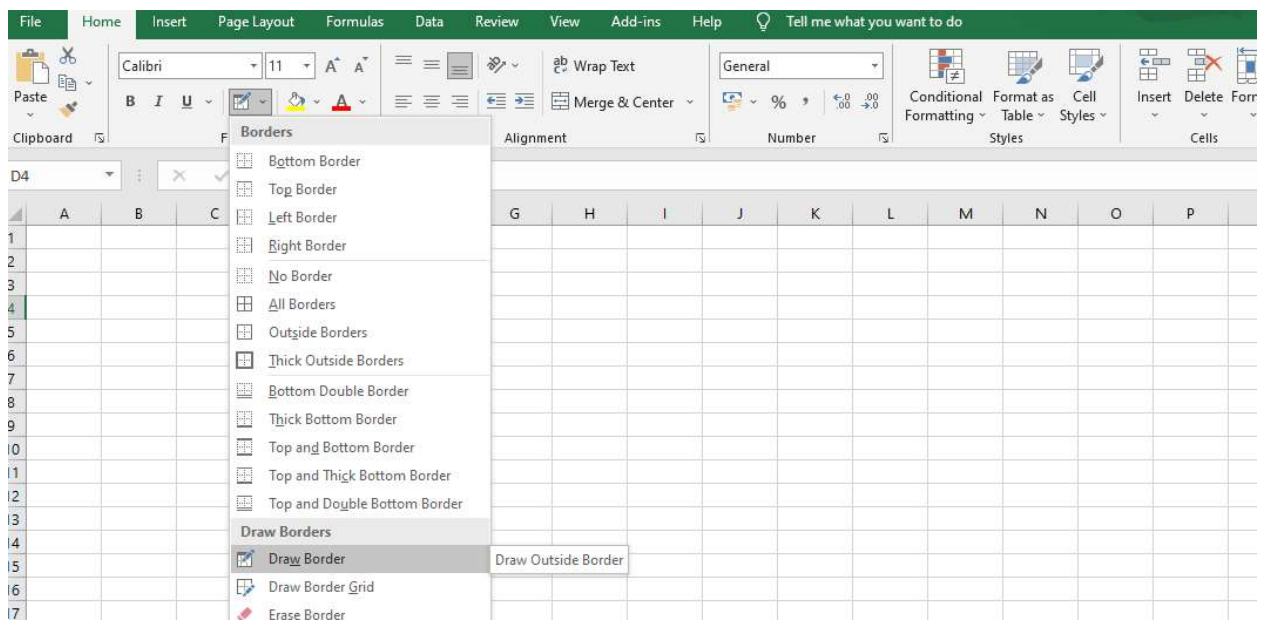 File Home Insert Page Layout Formulas Data Review View Add-ins Help Tell me what you want to do
Calibri 11 A^ A˅ ab Wrap Text General
Paste B I U A Merge & Center % , .00 .00 Conditional Formatting Format as Table Cell Styles Insert Delete Forr
Clipboard F Alignment Number Styles Cells
D4
A B C G H I J K L M N O P
Borders
1 Bottom Border
2 Top Border
3 Left Border
4 Right Border
5 No Border
6 All Borders
7 Outside Borders
8 Thick Outside Borders
9 Bottom Double Border
10 Thick Bottom Border
11 Top and Bottom Border
12 Top and Thick Bottom Border
13 Top and Double Bottom Border
14 Draw Borders
15 Draw Border Draw Outside Border
16 Draw Border Grid
17 Erase Border